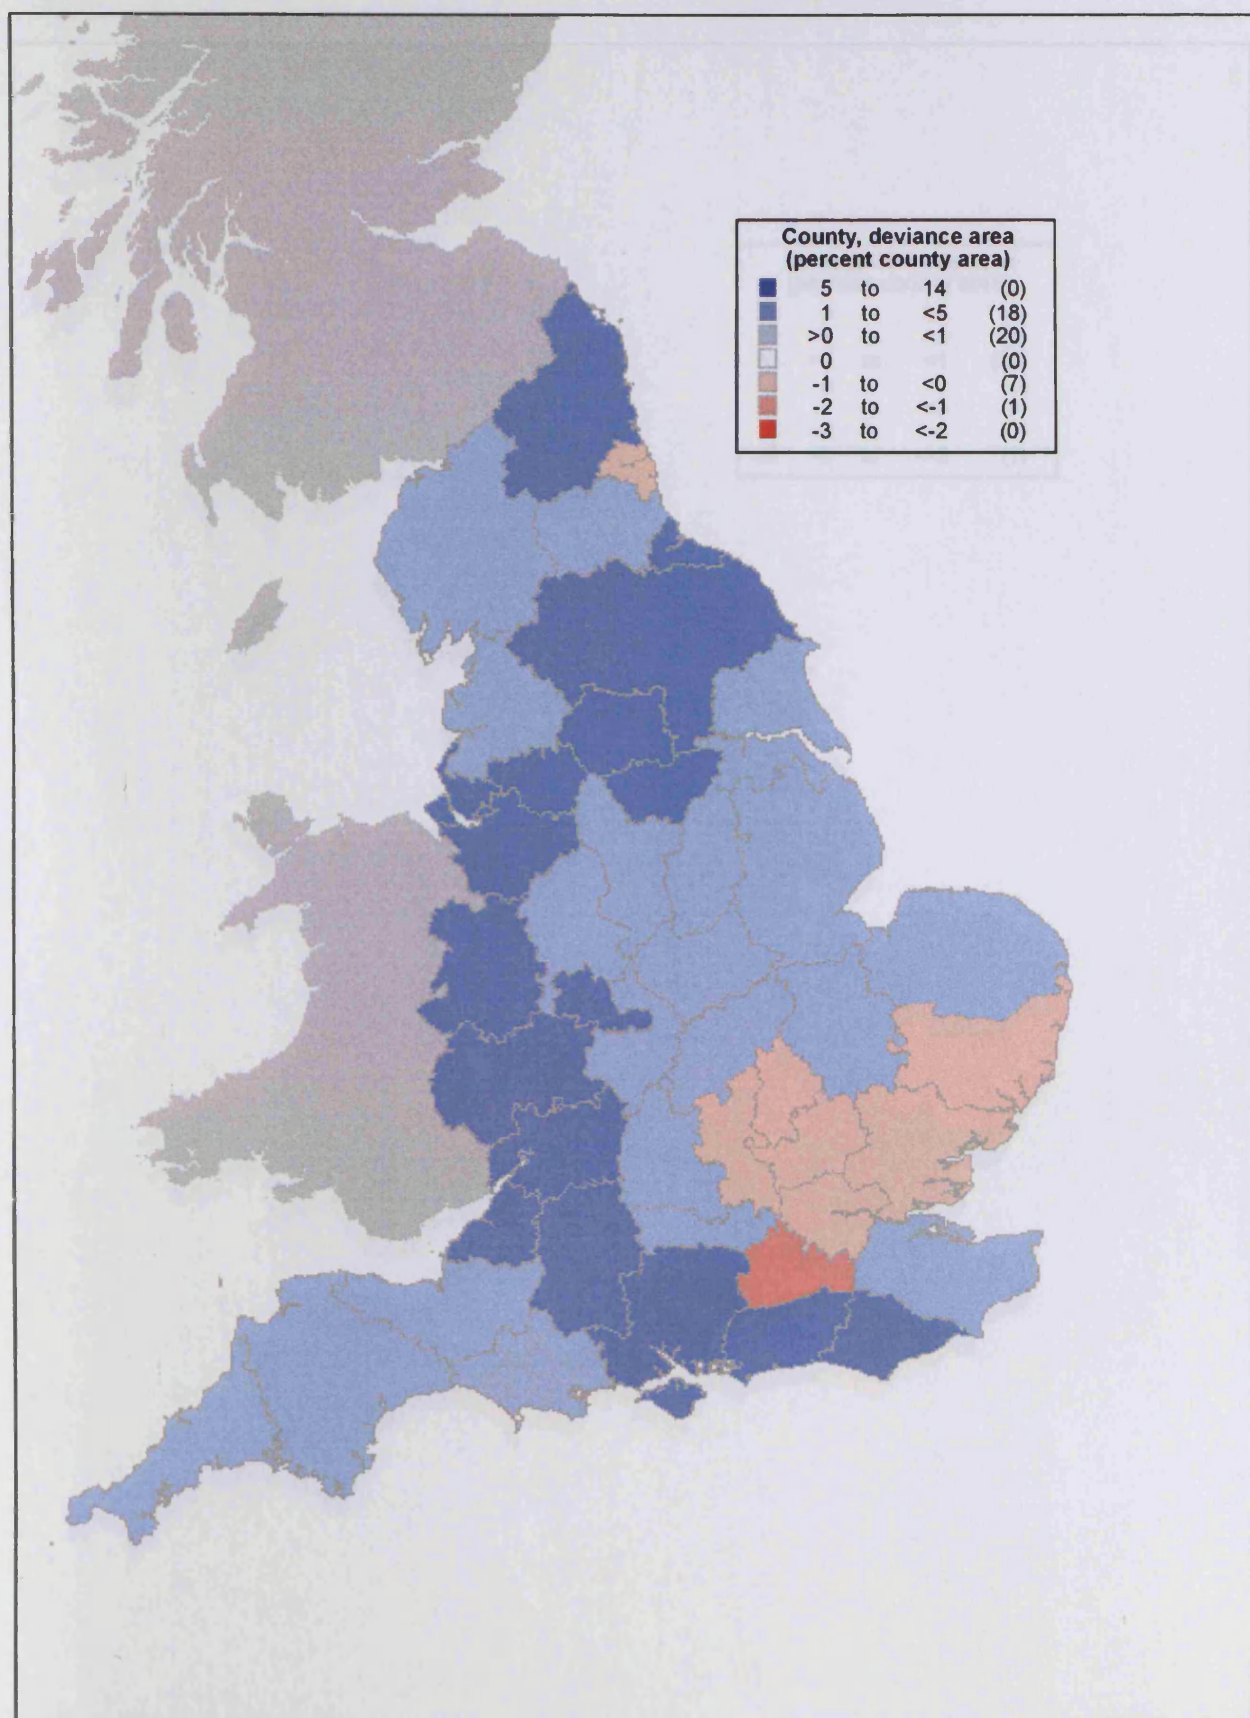 County, deviance area
(percent county area)
5 to 14 (0)
1 to <5 (18)
>0 to <1 (20)
0 (0)
-1 to <0 (7)
-2 to <-1 (1)
-3 to <-2 (0)